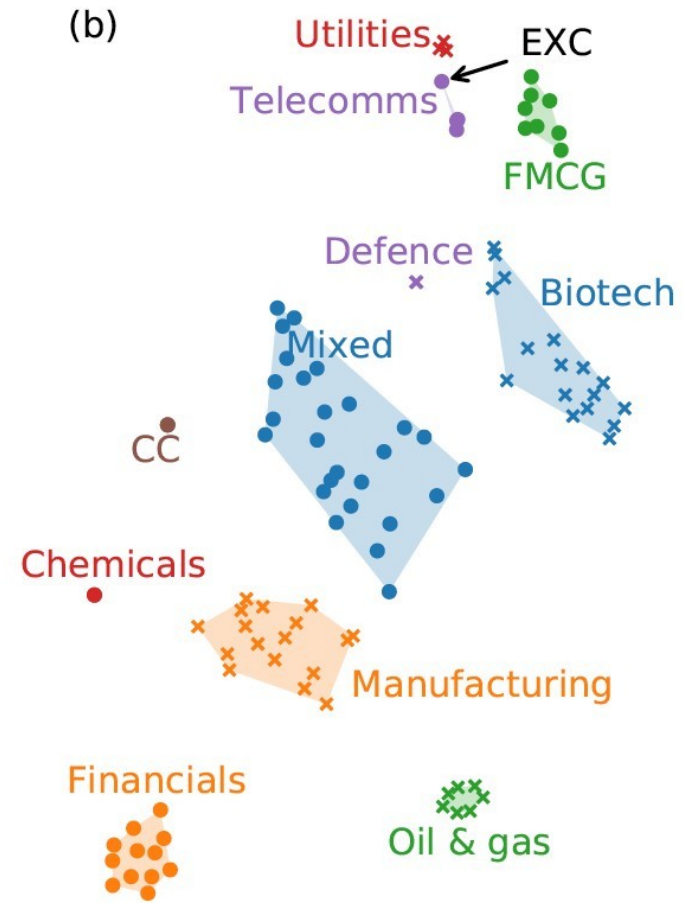 (b)
Utilities
EXC
Telecomms
FMCG
Defence
Biotech
Mixed
CC
Chemicals
Manufacturing
Financials
Oil & gas